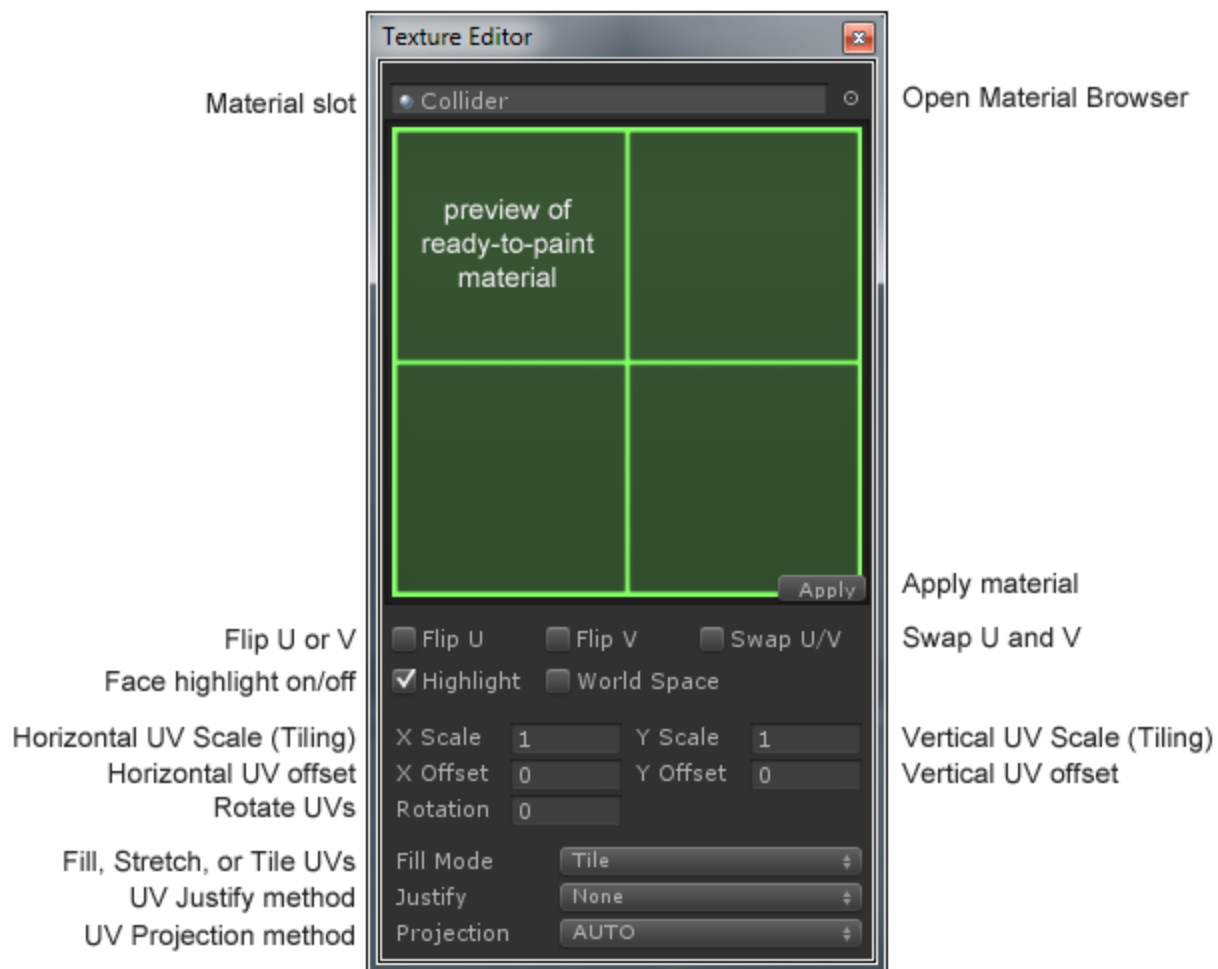 Texture Editor
Material slot
Collider
Open Material Browser
preview of
ready-to-paint
material
Apply
Apply material
Flip U or V
Flip U
Flip V
Swap U/V
Swap U and V
Face highlight on/off
Highlight
World Space
Horizontal UV Scale (Tiling)
X Scale
1
Y Scale
1
Vertical UV Scale (Tiling)
Horizontal UV offset
X Offset
0
Y Offset
0
Vertical UV offset
Rotate UVs
Rotation
0
Fill, Stretch, or Tile UVs
Fill Mode
Tile
UV Justify method
Justify
None
UV Projection method
Projection
AUTO